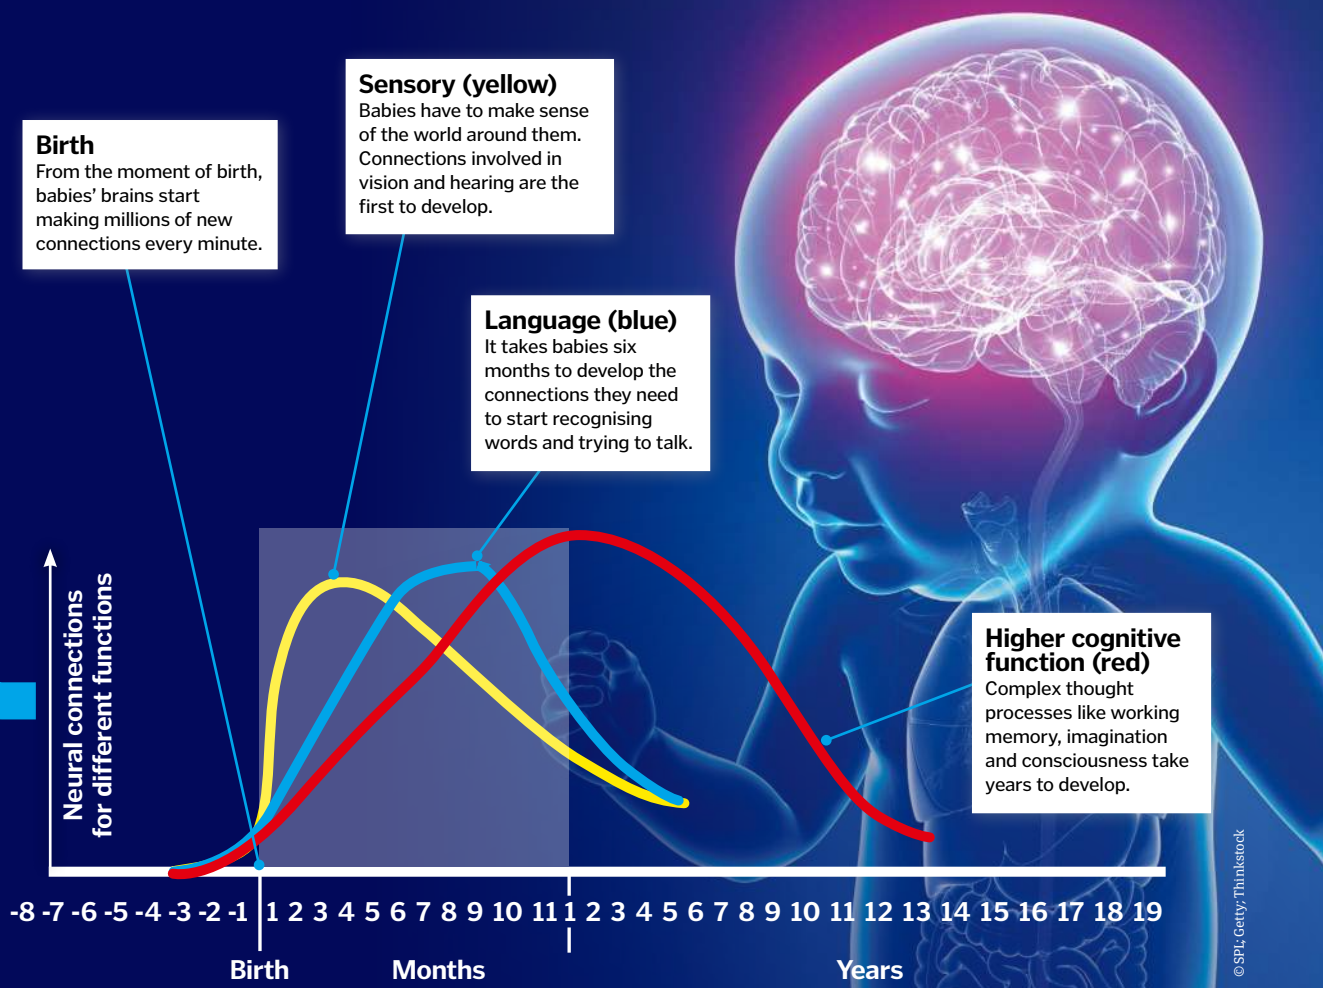 Birth
From the moment of birth,
babies’ brains start
making millions of new
connections every minute.
Sensory (yellow)
Babies have to make sense
of the world around them.
Connections involved in
vision and hearing are the
first to develop.
Language (blue)
It takes babies six
months to develop the
connections they need
to start recognising
words and trying to talk.
Higher cognitive
function (red)
Complex thought
processes like working
memory, imagination
and consciousness take
years to develop.
Neural connections
for different functions
-8 -7 -6 -5 -4 -3 -2 -1 1 2 3 4 5 6 7 8 9 10 11 1 2 3 4 5 6 7 8 9 10 11 12 13 14 15 16 17 18 19
Birth Months Years
© SPL; Getty; Thinkstock